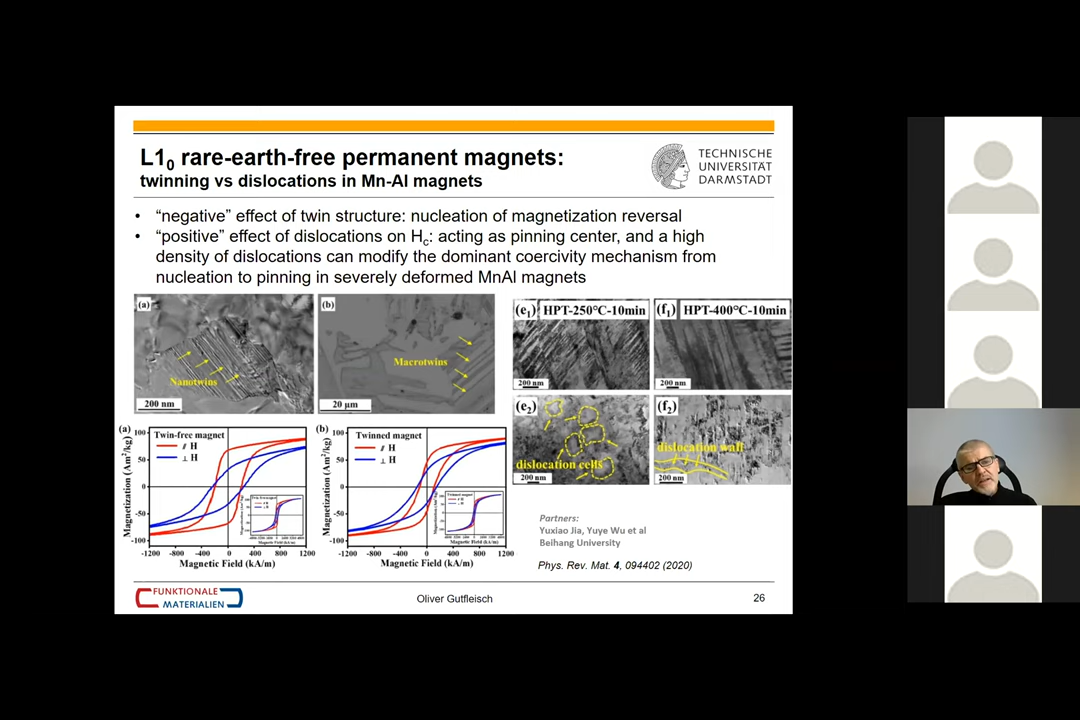 L1₀ rare-earth-free permanent magnets:
twinning vs dislocations in Mn-Al magnets
TECHNISCHE
UNIVERSITÄT
DARMSTADT
• “negative” effect of twin structure: nucleation of magnetization reversal
• “positive” effect of dislocations on Hc: acting as pinning center, and a high
density of dislocations can modify the dominant coercivity mechanism from
nucleation to pinning in severely deformed MnAl magnets
(a)
Nanotwins
200 nm
(b)
Macrotwins
20 μm
(e₁) HPT-250°C-10min
200 nm
(f₁) HPT-400°C-10min
200 nm
(e₂)
dislocation cells
200 nm
(f₂)
dislocation wall
200 nm
(a)
Twin-free magnet
// H
⊥ H
Magnetization (Am²/kg)
100
50
0
-50
-100
-1200 -800 -400 0 400 800 1200
Magnetic Field (kA/m)
(b)
Twinned magnet
// H
⊥ H
Magnetization (Am²/kg)
100
50
0
-50
-100
-1200 -800 -400 0 400 800 1200
Magnetic Field (kA/m)
Partners:
Yuxiao Jia, Yuye Wu et al
Beihang University
Phys. Rev. Mat. 4, 094402 (2020)
FUNKTIONALE
MATERIALIEN
Oliver Gutfleisch
26